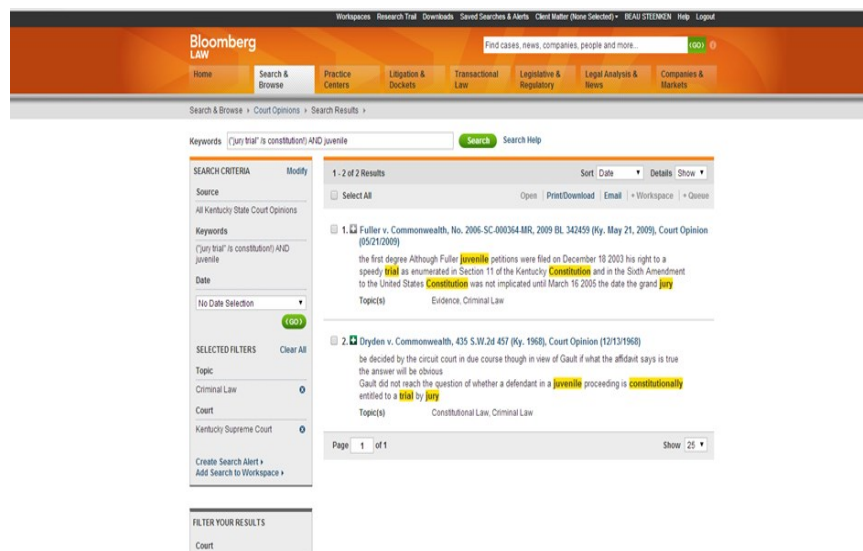 Workspaces Research Trail Downloads Saved Searches & Alerts Client Matter (None Selected) BEAU STEENKEN Help Logout
Bloomberg
LAW
Find cases, news, companies, people and more...
(GO)
Home
Search & Browse
Practice Centers
Litigation & Dockets
Transactional Law
Legislative & Regulatory
Legal Analysis & News
Companies & Markets
Search & Browse › Court Opinions › Search Results ›
Keywords ("jury trial" /s constitution!) AND juvenile Search Search Help
SEARCH CRITERIA Modify
Source
All Kentucky State Court Opinions
Keywords
("jury trial" /s constitution!) AND
juvenile
Date
No Date Selection
(GO)
SELECTED FILTERS Clear All
Topic
Criminal Law
Court
Kentucky Supreme Court
Create Search Alert
Add Search to Workspace
FILTER YOUR RESULTS
Court
1 - 2 of 2 Results Sort Date Details Show
Select All Open Print/Download Email + Workspace + Queue
1. Fuller v. Commonwealth, No. 2006-SC-000364-MR, 2009 BL 342459 (Ky. May 21, 2009), Court Opinion
(05/21/2009)
the first degree Although Fuller juvenile petitions were filed on December 18 2003 his right to a
speedy trial as enumerated in Section 11 of the Kentucky Constitution and in the Sixth Amendment
to the United States Constitution was not implicated until March 16 2005 the date the grand jury
Topic(s) Evidence, Criminal Law
2. Dryden v. Commonwealth, 435 S.W.2d 457 (Ky. 1968), Court Opinion (12/13/1968)
be decided by the circuit court in due course though in view of Gault if what the affidavit says is true
the answer will be obvious
Gault did not reach the question of whether a defendant in a juvenile proceeding is constitutionally
entitled to a trial by jury
Topic(s) Constitutional Law, Criminal Law
Page 1 of 1 Show 25